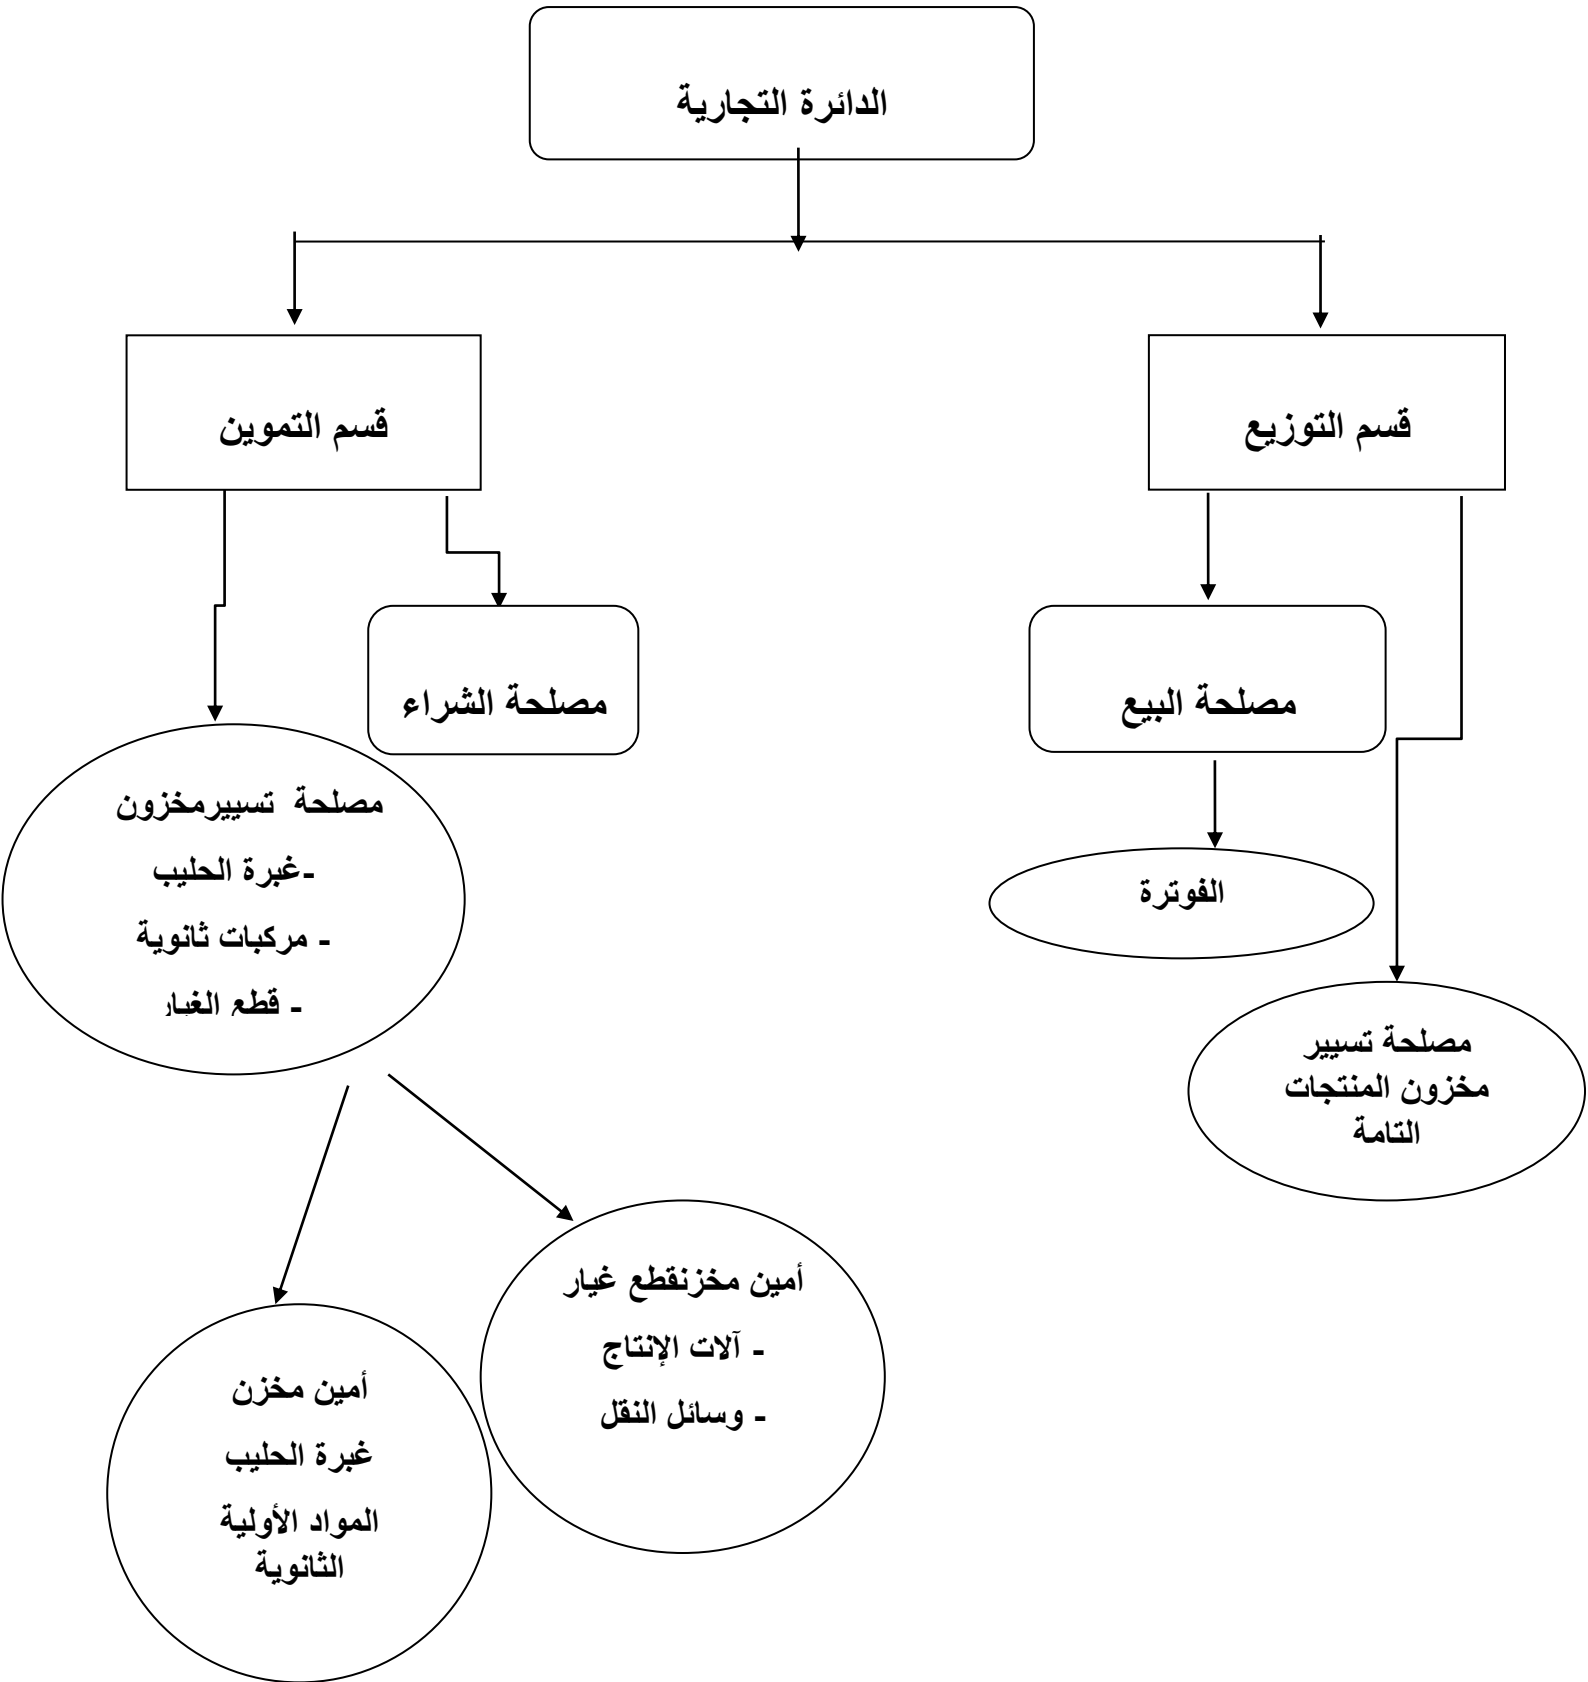 الدائرة التجارية
قسم التوزيع
قسم التموين
مصلحة البيع
مصلحة الشراء
الفوترة
مصلحة تسيير
مخزون المنتجات
التامة
مصلحة تسييرمخزون
-غبرة الحليب
- مركبات ثانوية
- قطع الغيار
أمين مخزنقطع غيار
- آلات الإنتاج
- وسائل النقل
أمين مخزن
غبرة الحليب
المواد الأولية
الثانوية